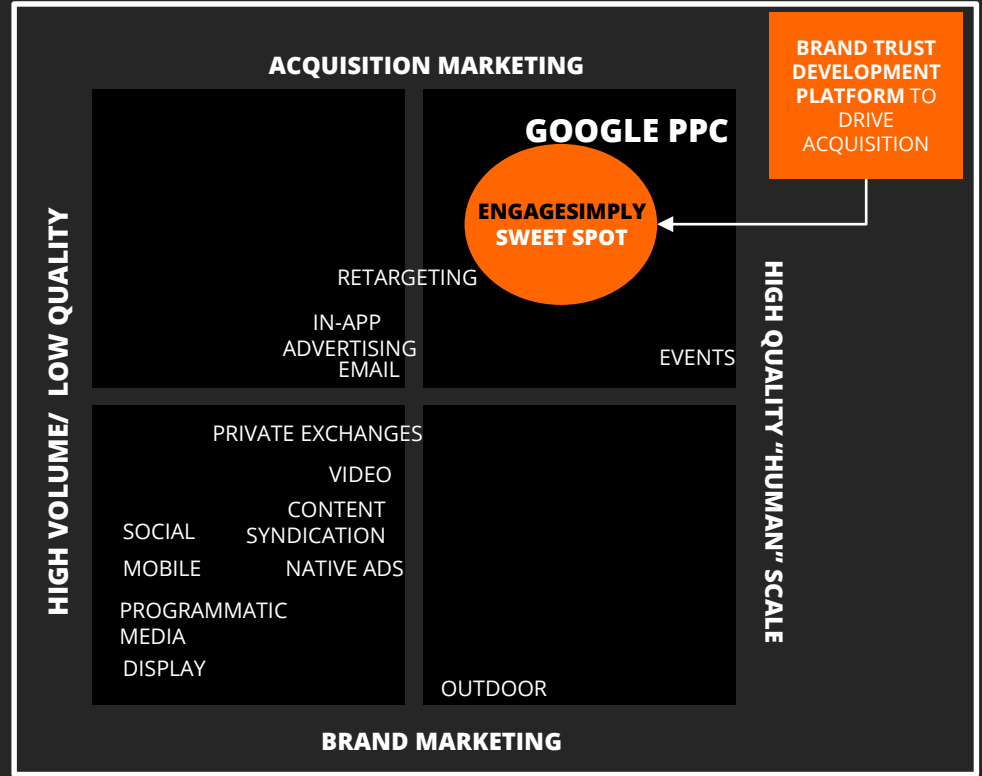 BRAND TRUST
DEVELOPMENT
PLATFORM TO
DRIVE
ACQUISITION
ACQUISITION MARKETING
GOOGLE PPC
ENGAGESIMPLY
SWEET SPOT
RETARGETING
IN-APP
ADVERTISING
EMAIL
EVENTS
HIGH VOLUME/ LOW QUALITY
HIGH QUALITY "HUMAN" SCALE
PRIVATE EXCHANGES
VIDEO
CONTENT
SYNDICATION
SOCIAL
MOBILE
NATIVE ADS
PROGRAMMATIC
MEDIA
DISPLAY
OUTDOOR
BRAND MARKETING